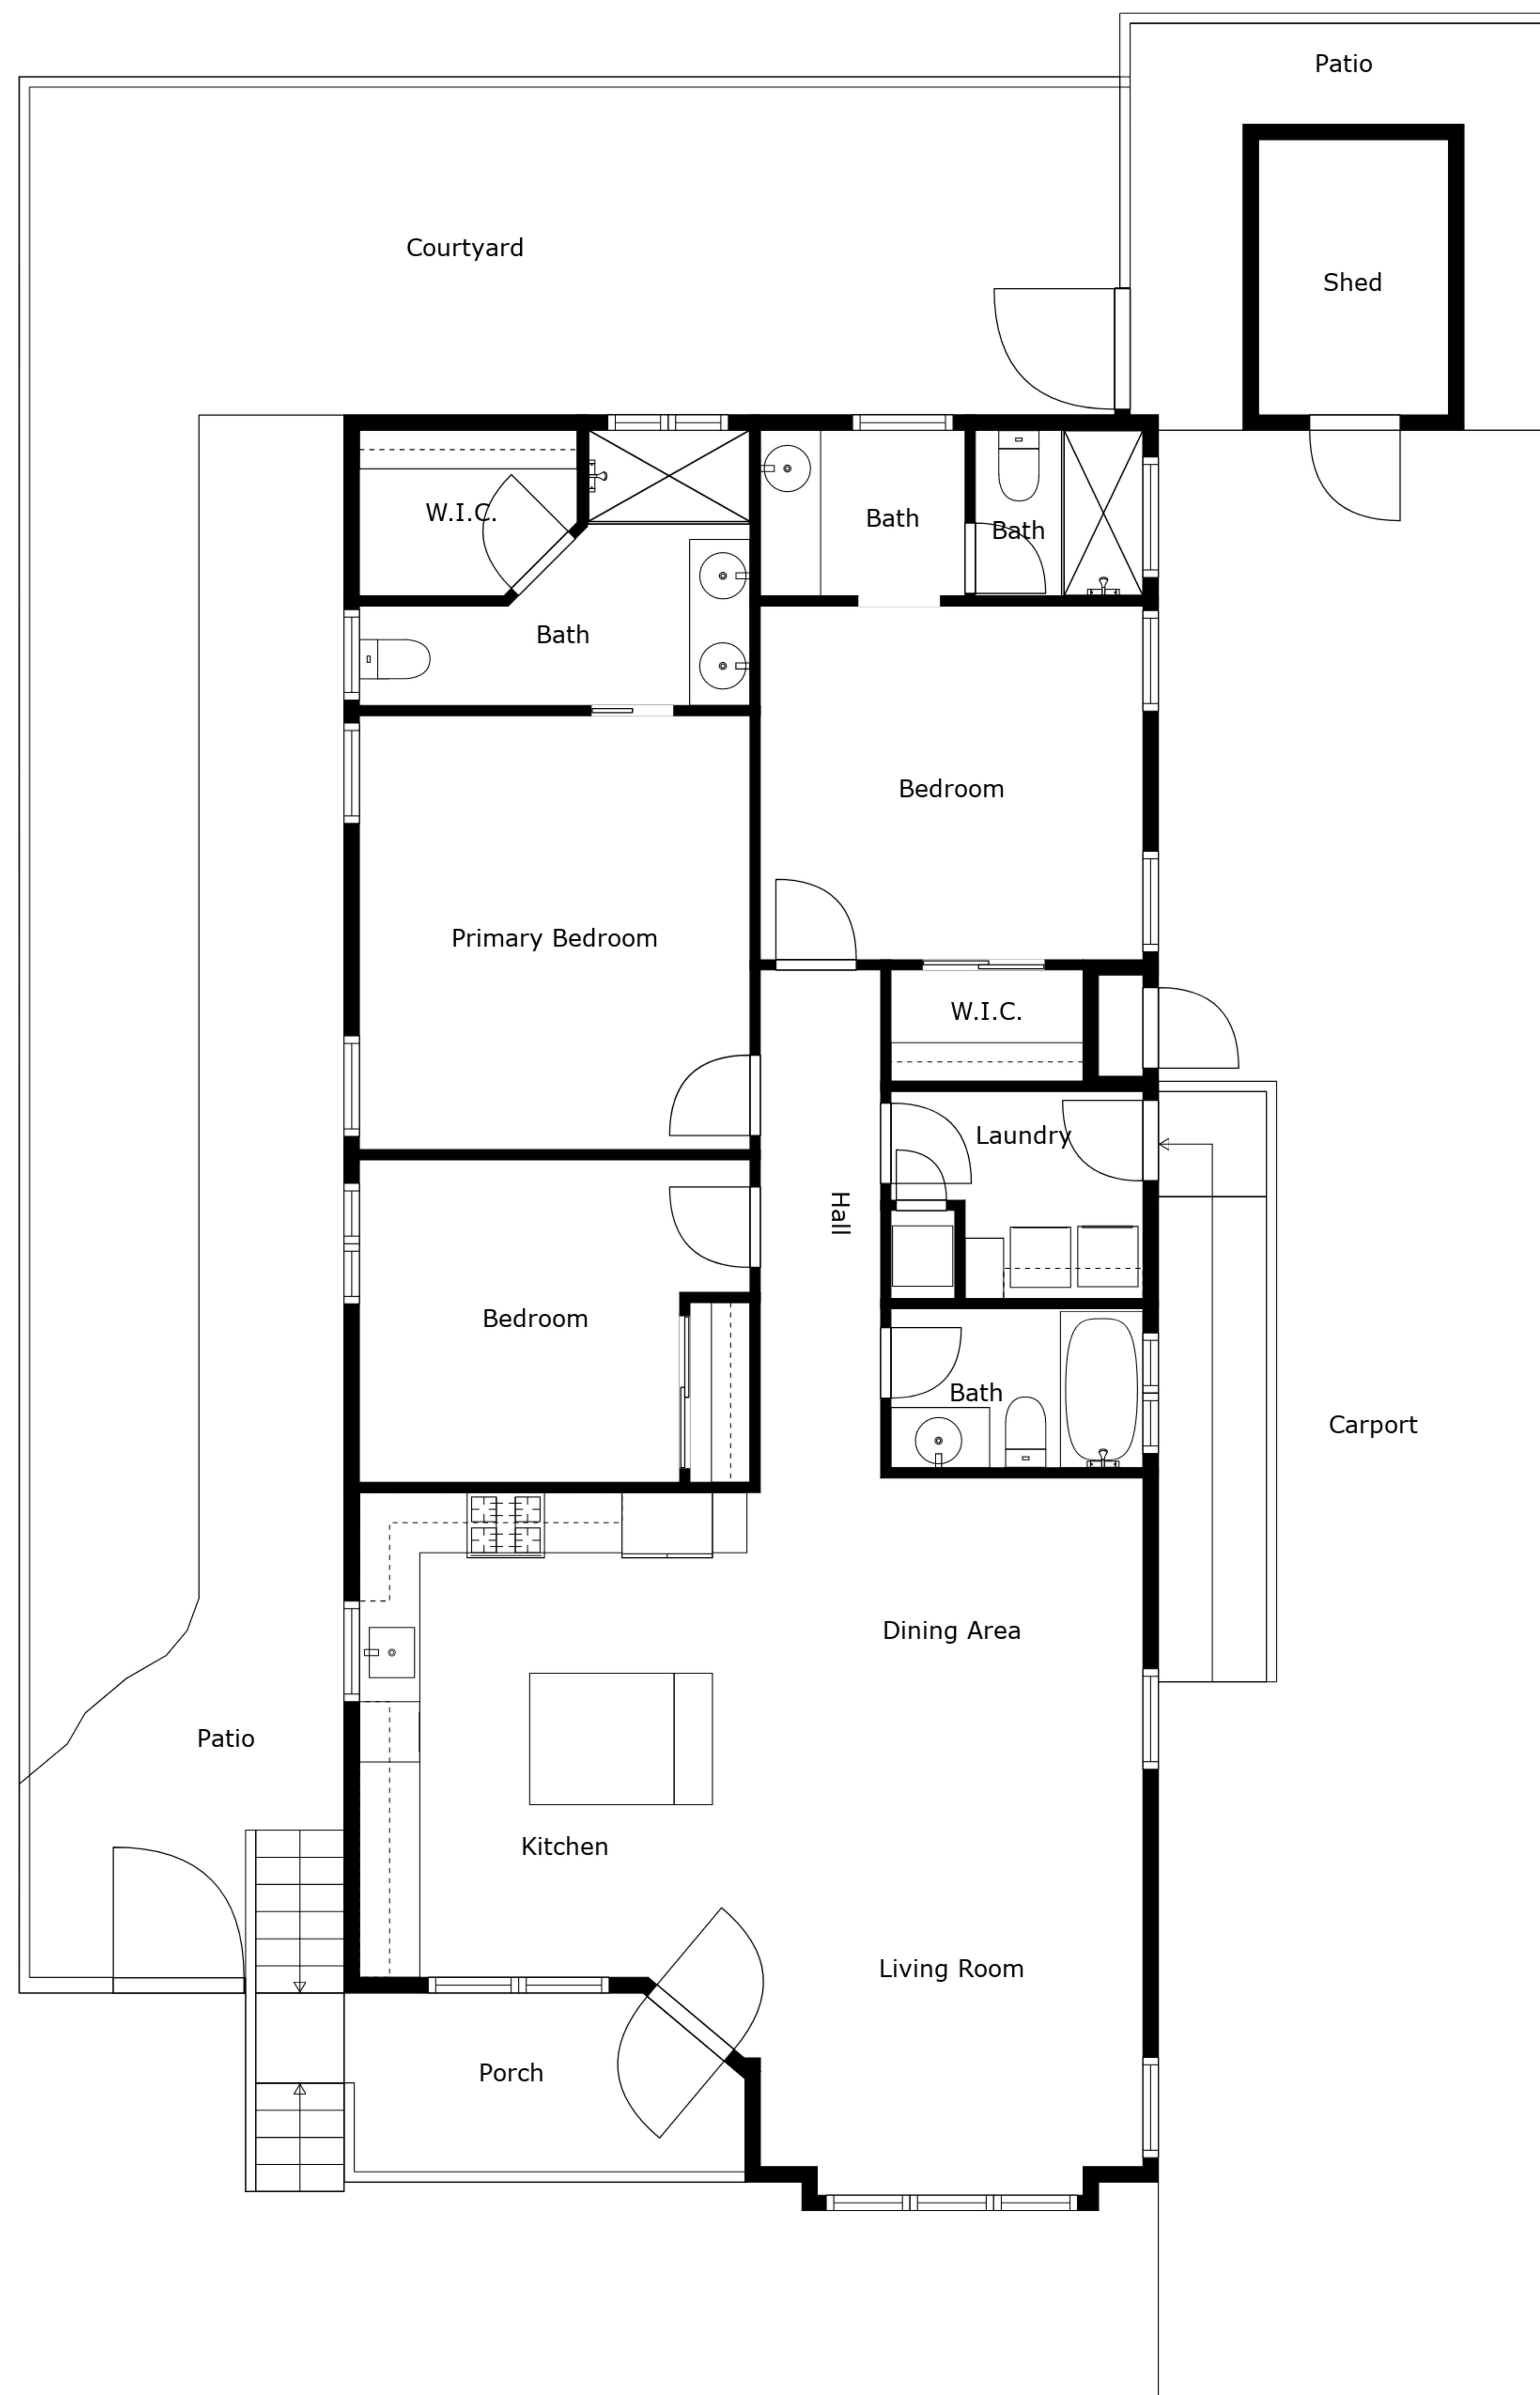 Patio
Courtyard
Shed
W.I.C.
Bath
Bath
Bath
Bedroom
Primary Bedroom
W.I.C.
Laundry
Hall
Bedroom
Bath
Carport
Dining Area
Patio
Kitchen
Living Room
Porch